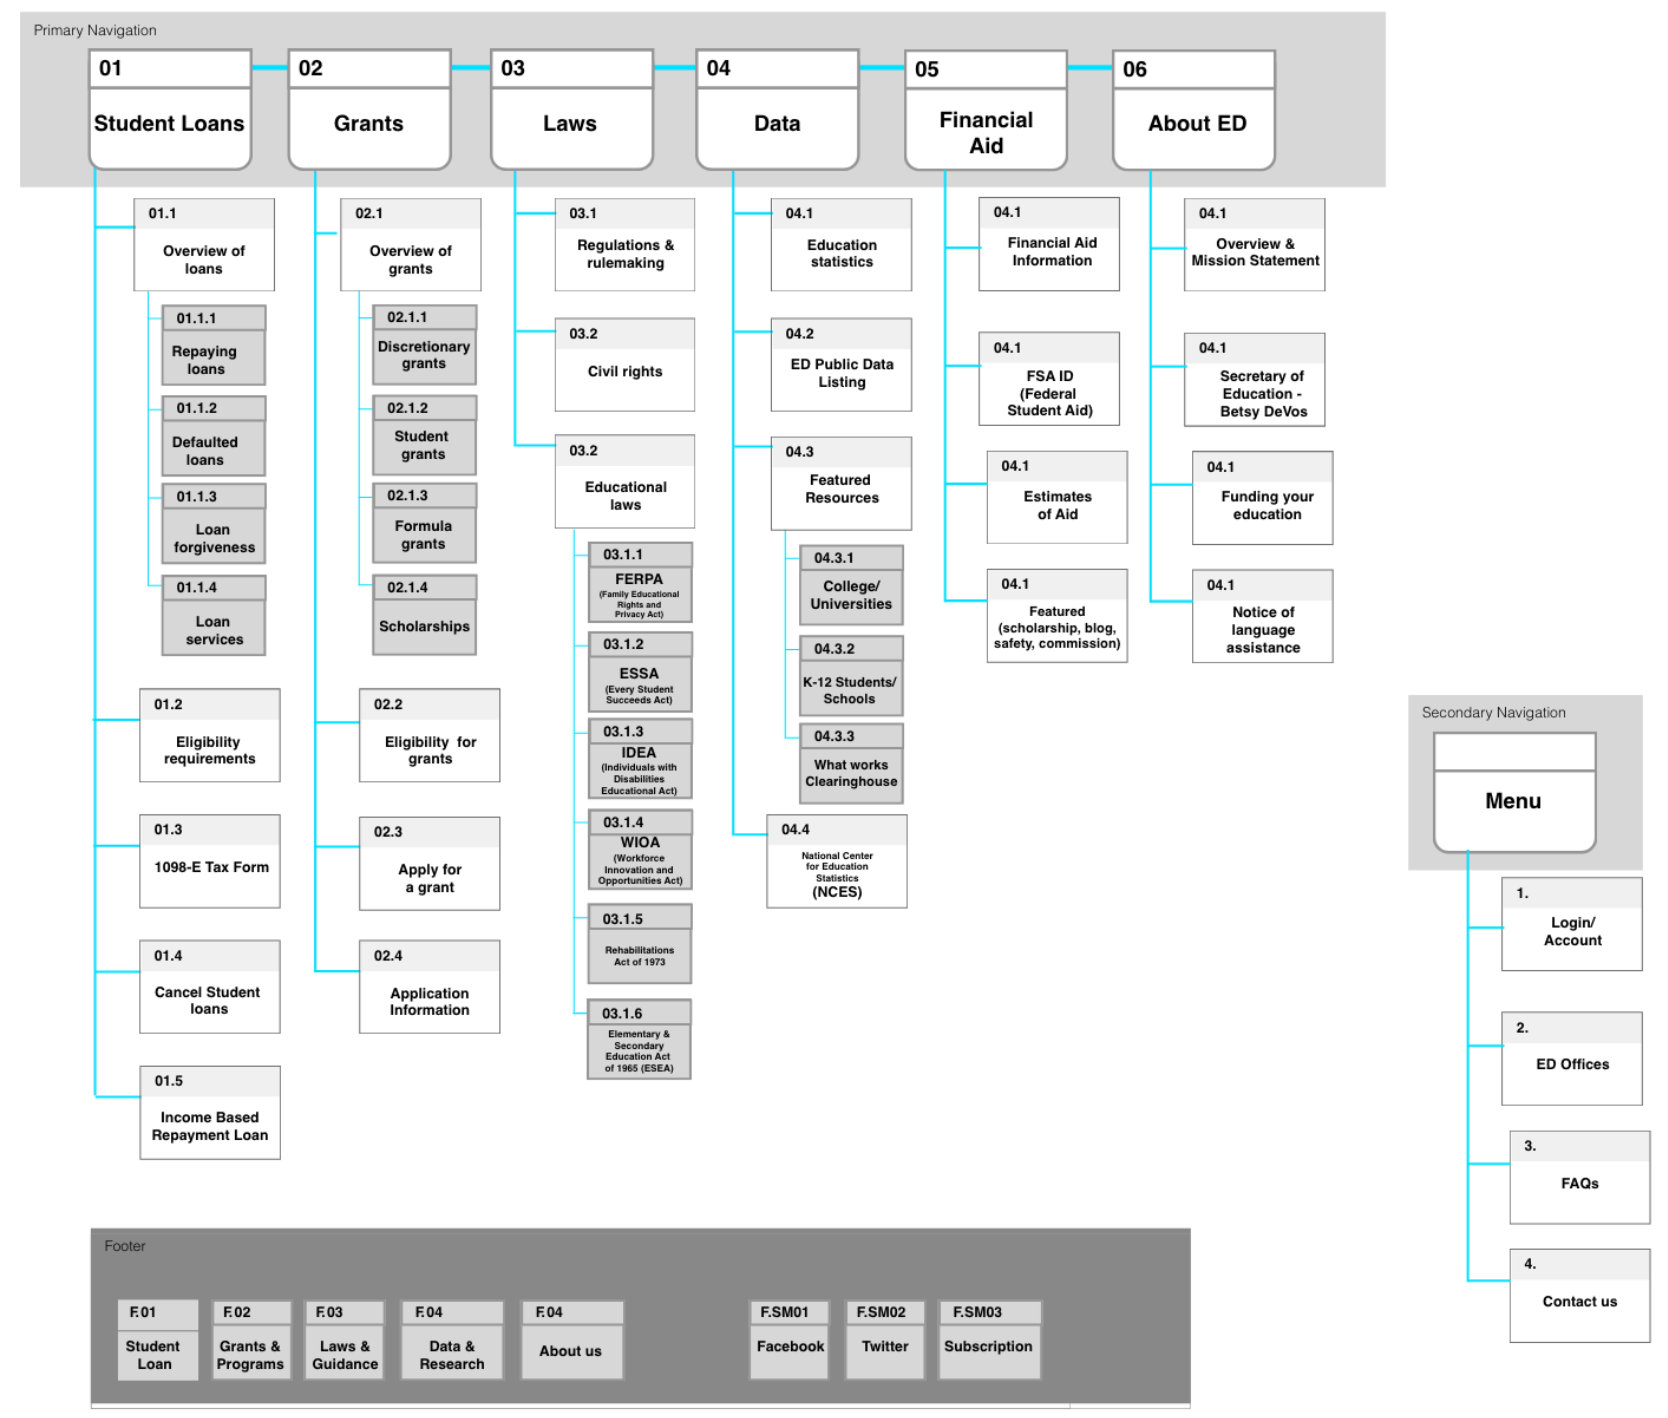 Primary Navigation
01
Student Loans
02
Grants
03
Laws
04
Data
05
Financial
Aid
06
About ED
01.1
Overview of
loans
01.1.1
Repaying
loans
01.1.2
Defaulted
loans
01.1.3
Loan
forgiveness
01.1.4
Loan
services
01.2
Eligibility
requirements
01.3
1098-E Tax Form
01.4
Cancel Student
loans
01.5
Income Based
Repayment Loan
02.1
Overview of
grants
02.1.1
Discretionary
grants
02.1.2
Student
grants
02.1.3
Formula
grants
02.1.4
Scholarships
02.2
Eligibility for
grants
02.3
Apply for
a grant
02.4
Application
Information
03.1
Regulations &
rulemaking
03.2
Civil rights
03.2
Educational
laws
03.1.1
FERPA
(Family Educational
Rights and
Privacy Act)
03.1.2
ESSA
(Every Student
Succeeds Act)
03.1.3
IDEA
(Individuals with
Disabilities
Educational Act)
03.1.4
WIOA
(Workforce
Innovation and
Opportunities Act)
03.1.5
Rehabilitations
Act of 1973
03.1.6
Elementary &
Secondary
Education Act
of 1965 (ESEA)
04.1
Education
statistics
04.2
ED Public Data
Listing
04.3
Featured
Resources
04.3.1
College/
Universities
04.3.2
K-12 Students/
Schools
04.3.3
What works
Clearinghouse
04.4
National Center
for Education
Statistics
(NCES)
04.1
Financial Aid
Information
04.1
FSA ID
(Federal
Student Aid)
04.1
Estimates
of Aid
04.1
Featured
(scholarship, blog,
safety, commission)
04.1
Overview &
Mission Statement
04.1
Secretary of
Education -
Betsy DeVos
04.1
Funding your
education
04.1
Notice of
language
assistance
Secondary Navigation
Menu
1.
Login/
Account
2.
ED Offices
3.
FAQs
4.
Contact us
Footer
F.01
Student
Loan
F.02
Grants &
Programs
F.03
Laws &
Guidance
F.04
Data &
Research
F.04
About us
F.SM01
Facebook
F.SM02
Twitter
F.SM03
Subscription